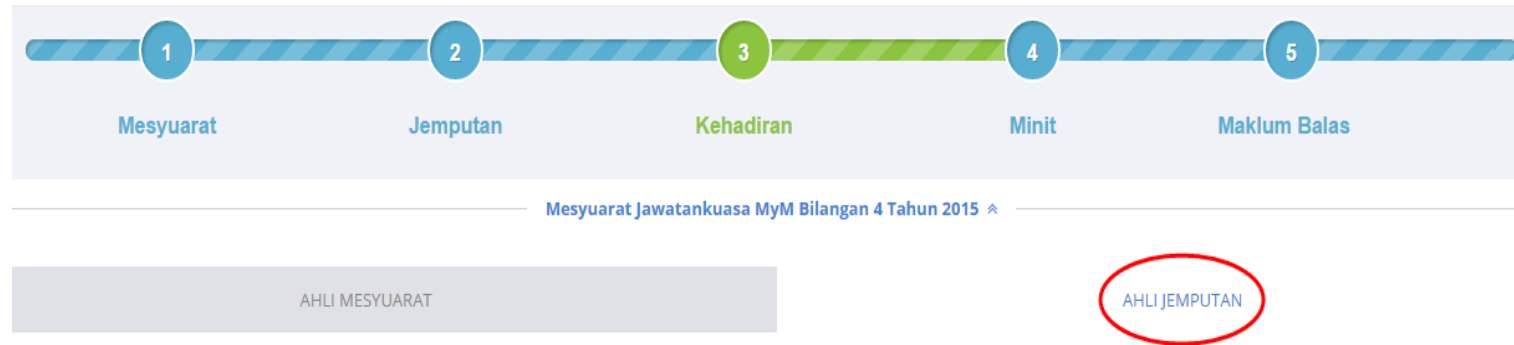 1 2 3 4 5
Mesyuarat Jemputan Kehadiran Minit Maklum Balas
Mesyuarat Jawatankuasa MyM Bilangan 4 Tahun 2015
AHLI MESYUARAT AHLI JEMPUTAN